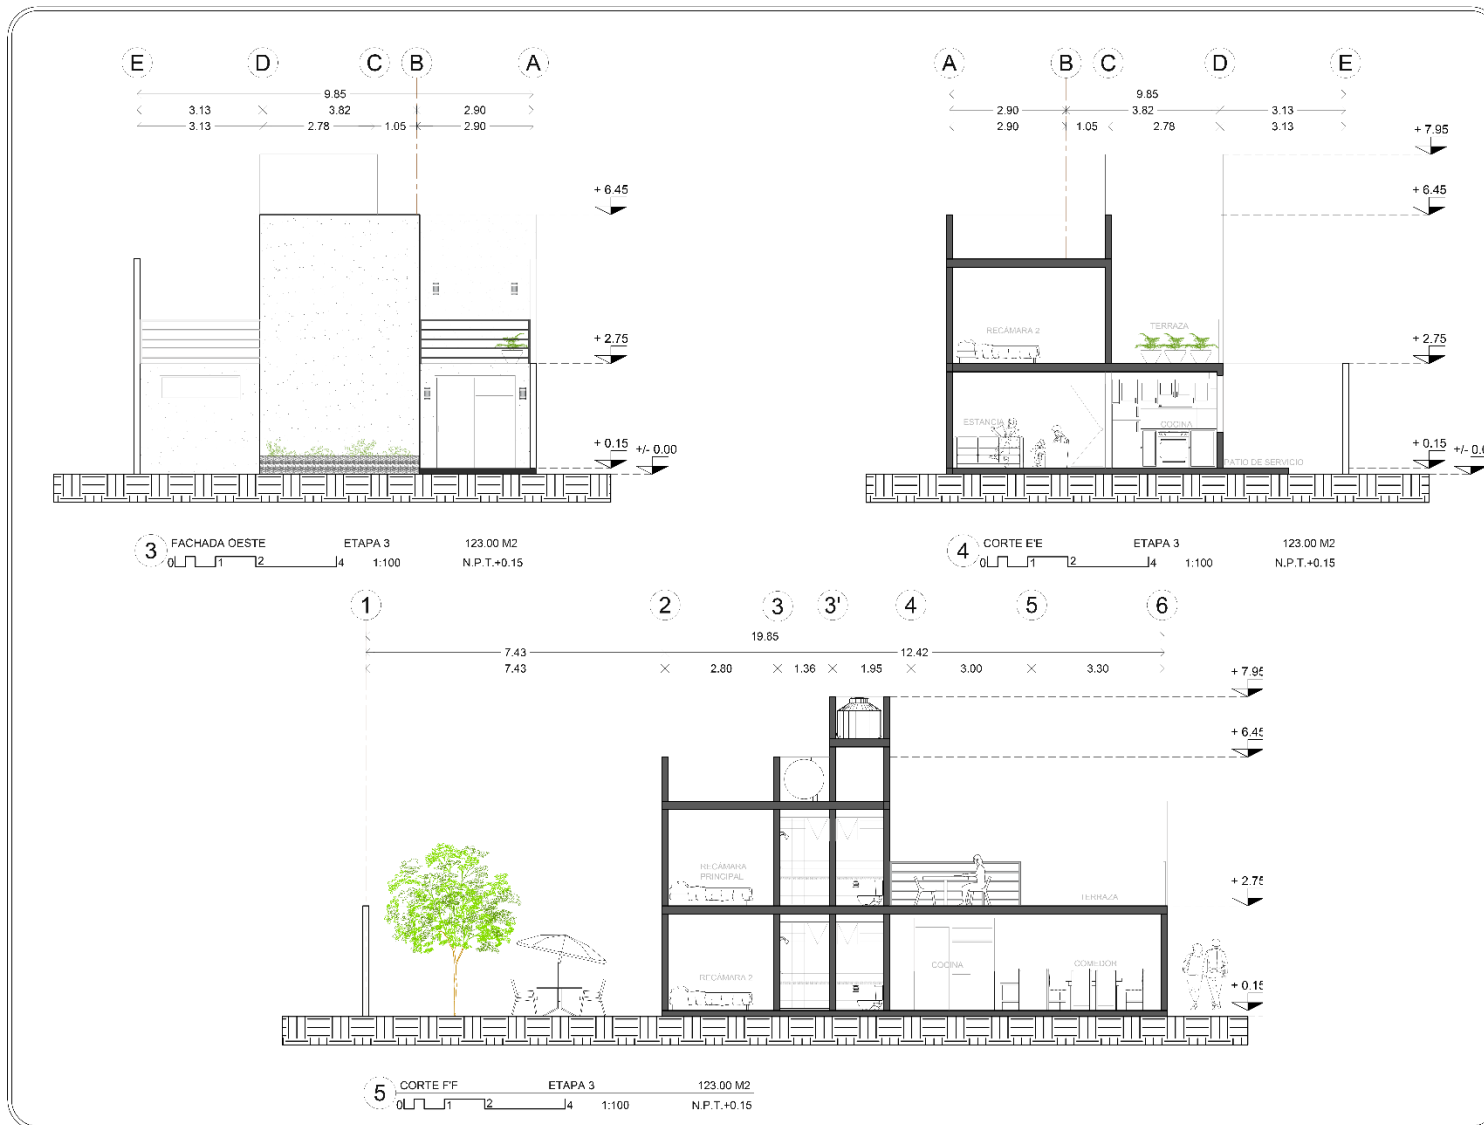 E D C B A
9.85
3.13 3.82 2.90
3.13 2.78 1.05 2.90
+ 6.45
+ 2.75
+ 0.15
+/- 0.00
3 FACHADA OESTE ETAPA 3 123.00 M2
0 1 2 4 1:100 N.P.T.+0.15
A B C D E
9.85
2.90 3.82 3.13
2.90 1.05 2.78 3.13
+ 7.95
+ 6.45
RECÁMARA 2
TERRAZA
+ 2.75
ESTANCIA
COCINA
PATIO DE SERVICIO
+ 0.15
4 CORTE E'E ETAPA 3 123.00 M2
0 1 2 4 1:100 N.P.T.+0.15
1 2 3 3' 4 5 6
19.85
7.43 12.42
7.43 2.80 1.36 1.95 3.00 3.30
+ 7.95
+ 6.45
RECÁMARA
PRINCIPAL
TERRAZA
+ 2.75
RECÁMARA 2
COCINA
COMEDOR
+ 0.15
5 CORTE F'F ETAPA 3 123.00 M2
0 1 2 4 1:100 N.P.T.+0.15